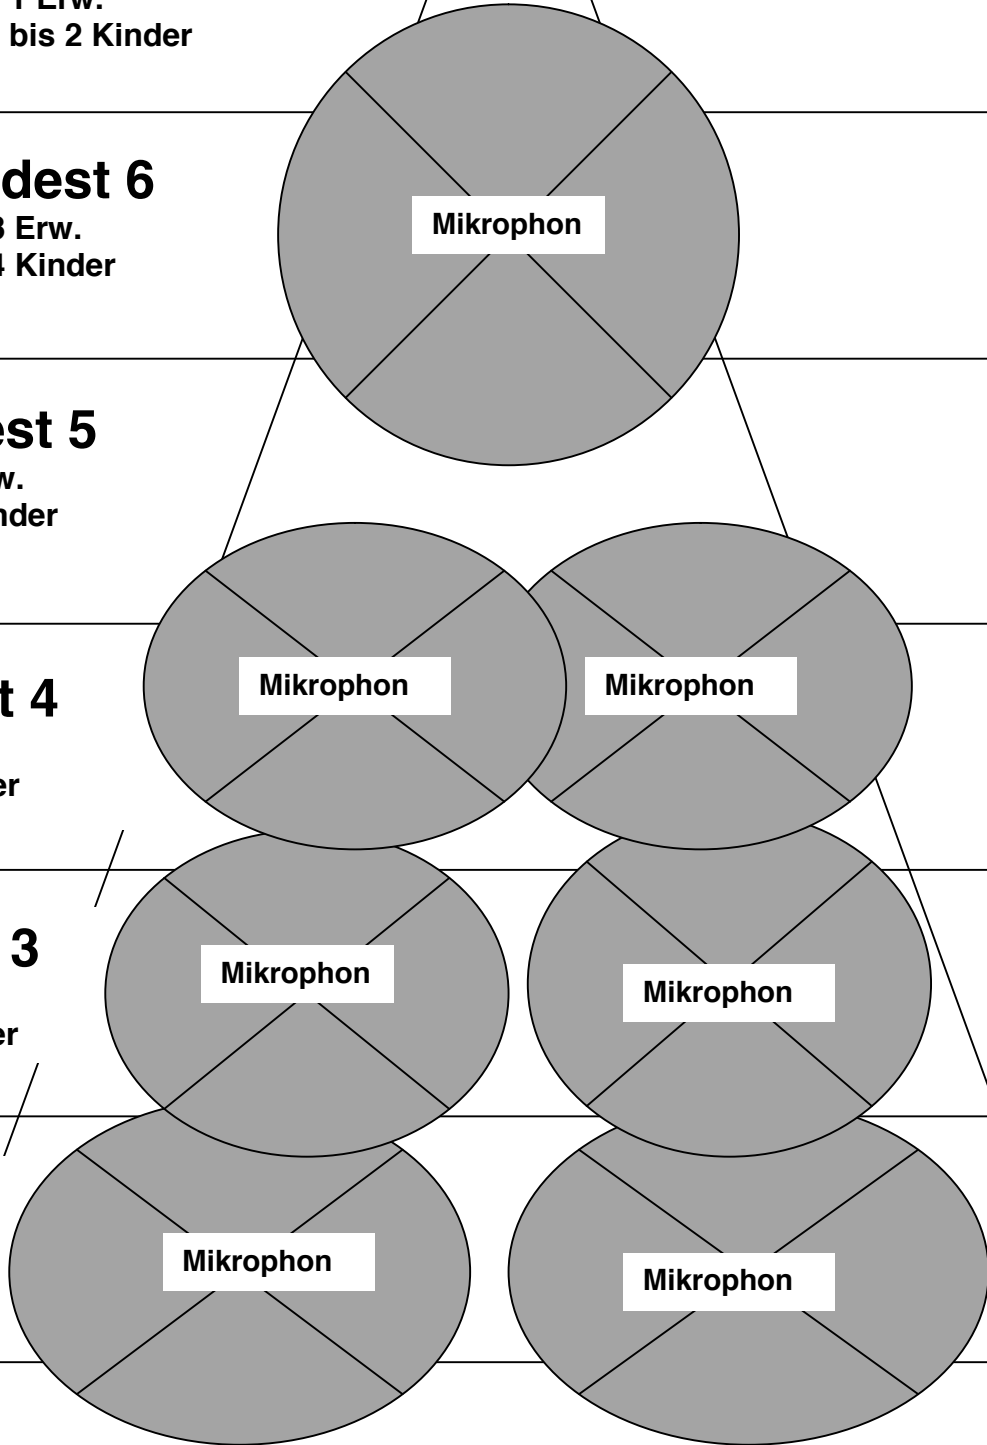 1 Erw.
bis 2 Kinder
dest 6
3 Erw.
4 Kinder
Mikrophon
est 5
w.
nder
Mikrophon
Mikrophon
t 4
er
3
Mikrophon
Mikrophon
er
Mikrophon
Mikrophon